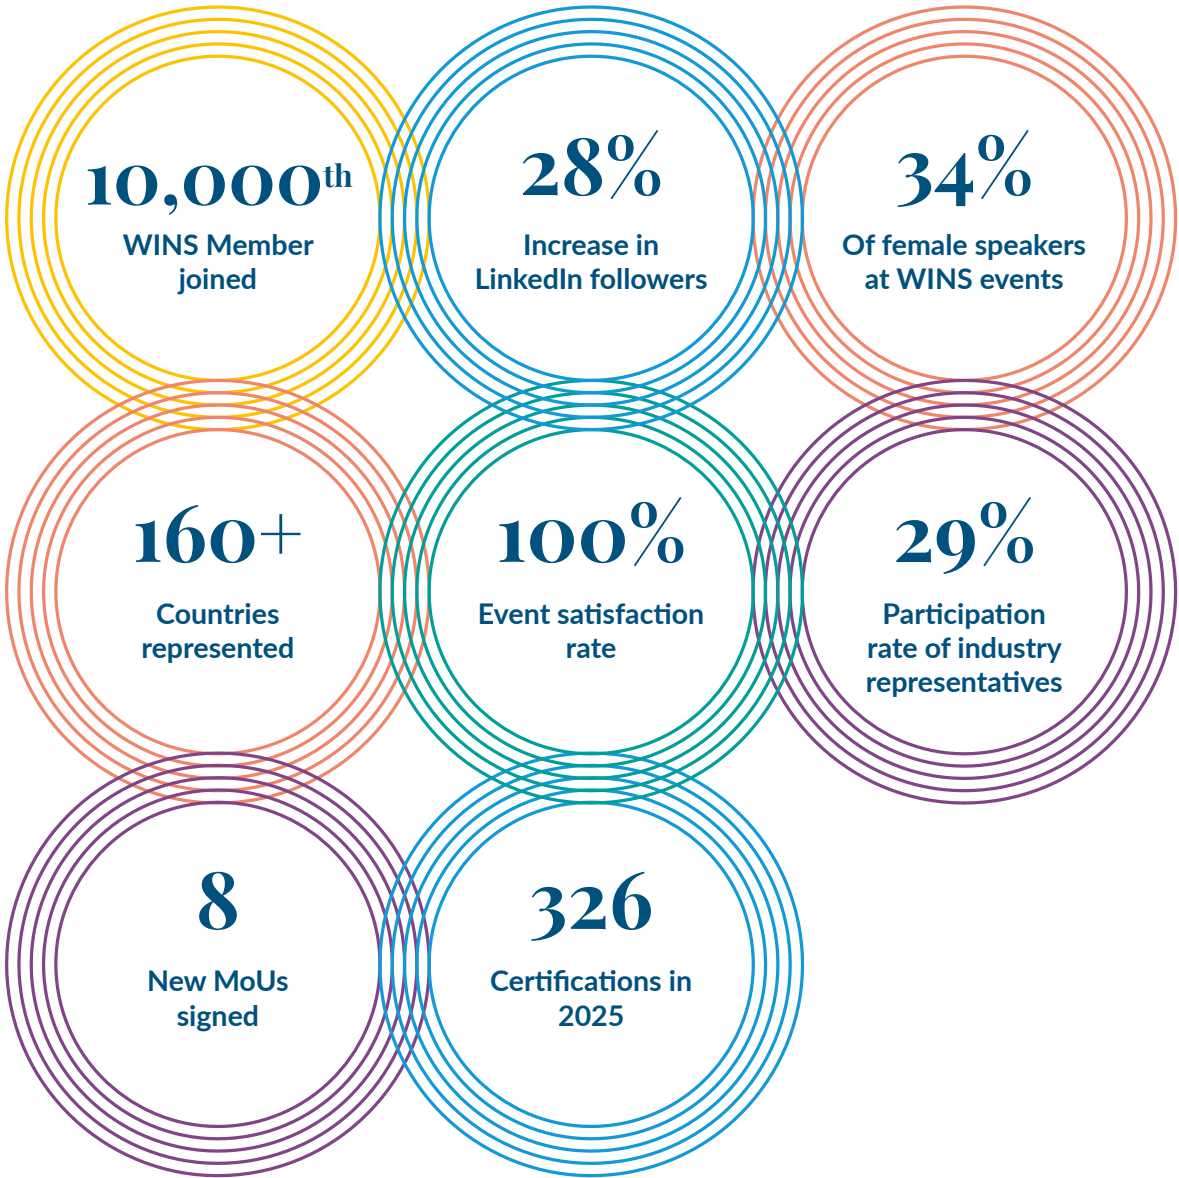 10,000th
WINS Member
joined
28%
Increase in
LinkedIn followers
34%
Of female speakers
at WINS events
160+
Countries
represented
100%
Event satisfaction
rate
29%
Participation
rate of industry
representatives
8
New MoUs
signed
326
Certifications in
2025